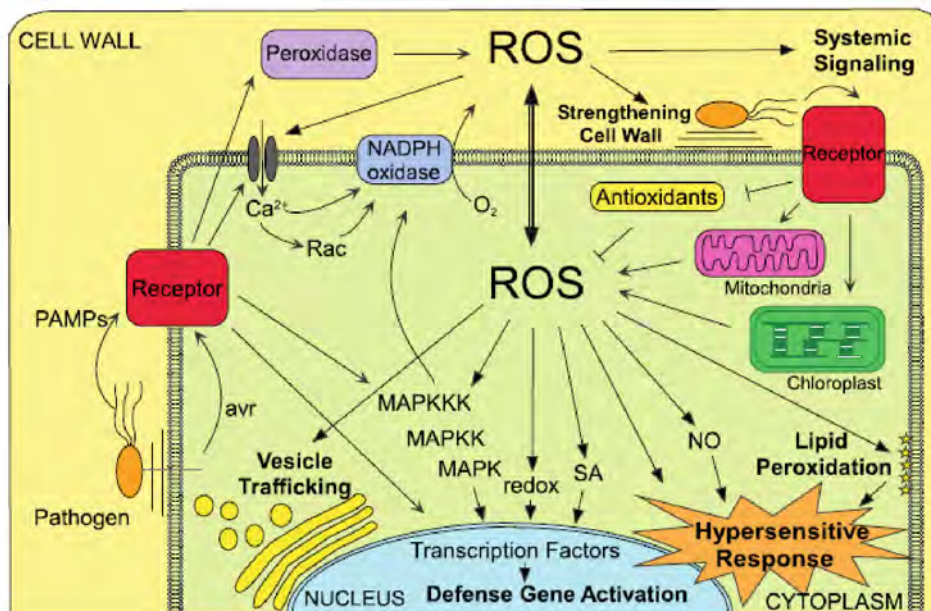 CELL WALL
Peroxidase
ROS
Systemic
Signaling
Strengthening
Cell Wall
NADPH
oxidase
Receptor
Ca²⁺
O₂
Antioxidants
Rac
Receptor
ROS
Mitochondria
PAMPs
Chloroplast
avr
MAPKKK
MAPKK
MAPK
redox
SA
NO
Lipid
Peroxidation
Vesicle
Trafficking
Pathogen
Hypersensitive
Response
Transcription Factors
NUCLEUS
Defense Gene Activation
CYTOPLASM